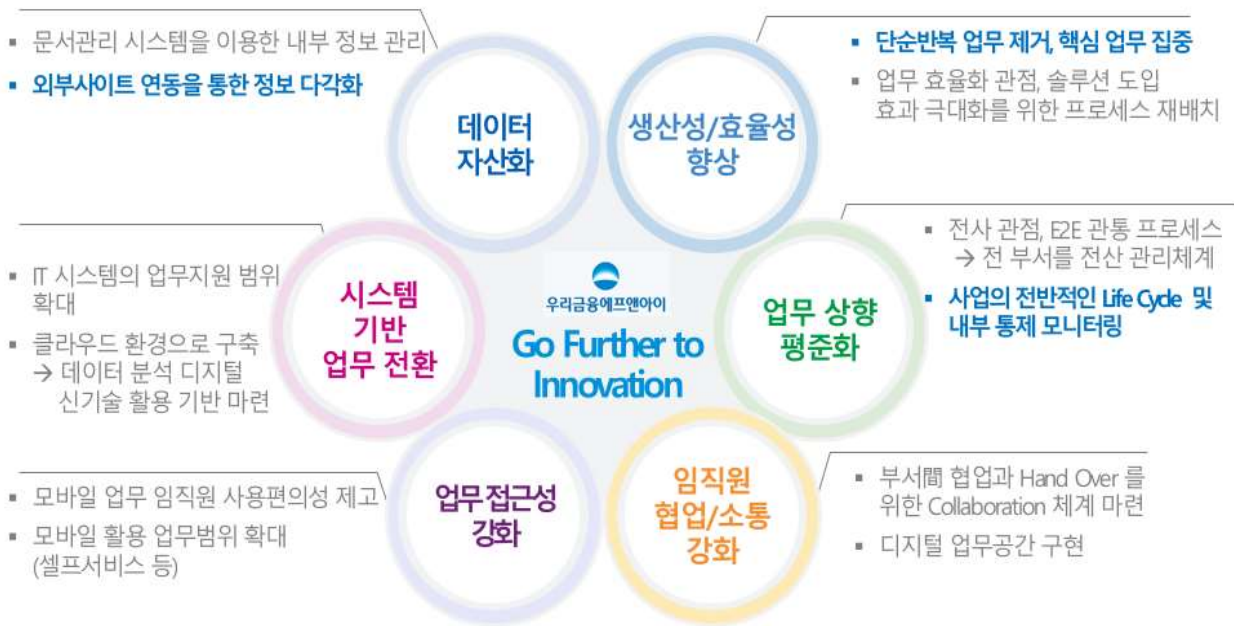 ▪ 문서관리 시스템을 이용한 내부 정보 관리
▪ 외부사이트 연동을 통한 정보 다각화
데이터
자산화
생산성/효율성
향상
▪ 단순반복 업무 제거, 핵심 업무 집중
▪ 업무 효율화 관점, 솔루션 도입
효과 극대화를 위한 프로세스 재배치
▪ IT 시스템의 업무지원 범위
확대
▪ 클라우드 환경으로 구축
→ 데이터 분석 디지털
신기술 활용 기반 마련
시스템
기반
업무 전환
우리금융에프앤아이
Go Further to
Innovation
업무 상향
평준화
▪ 전사 관점, E2E 관통 프로세스
→ 전 부서를 전산 관리체계
▪ 사업의 전반적인 Life Cycle 및
내부 통제 모니터링
▪ 모바일 업무 임직원 사용편의성 제고
▪ 모바일 활용 업무범위 확대
(셀프서비스 등)
업무 접근성
강화
임직원
협업/소통
강화
▪ 부서間 협업과 Hand Over 를
위한 Collaboration 체계 마련
▪ 디지털 업무공간 구현